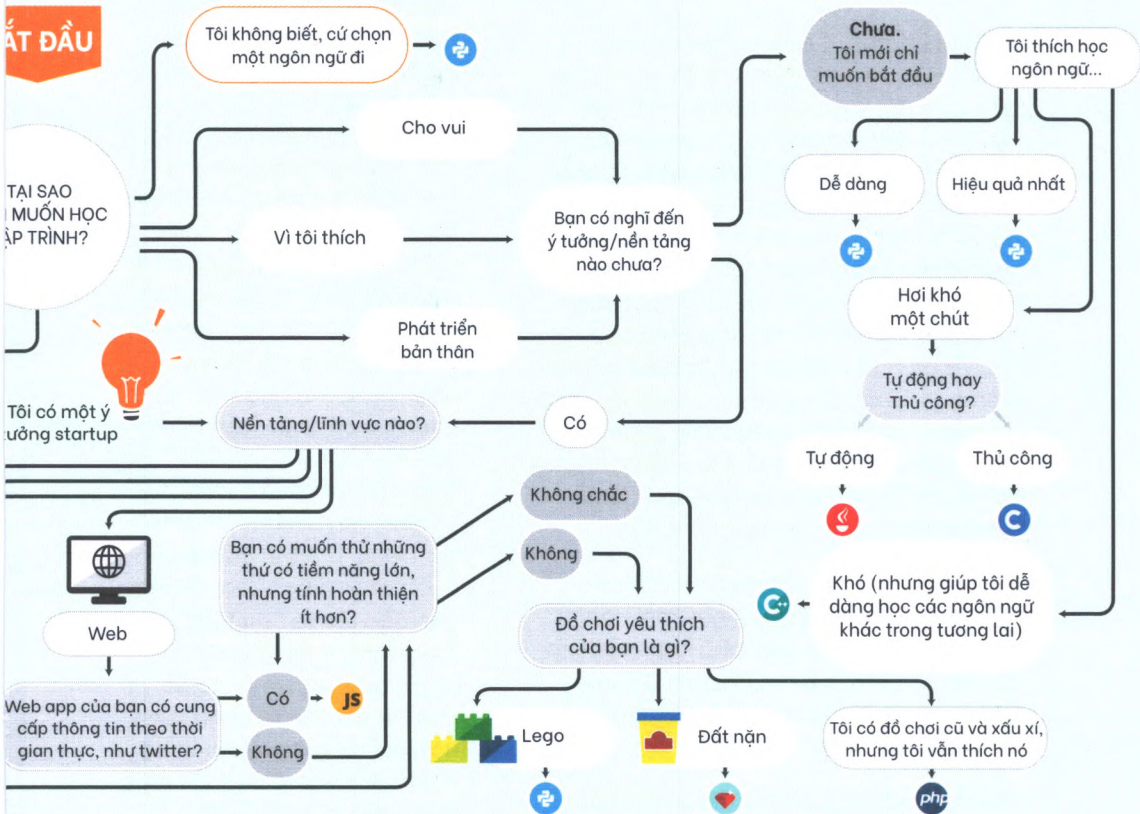 ẮT ĐẦU
Tôi không biết, cứ chọn
một ngôn ngữ đi
Chưa.
Tôi mới chỉ
muốn bắt đầu
Tôi thích học
ngôn ngữ...
Cho vui
TẠI SAO
MUỐN HỌC
ẬP TRÌNH?
Vì tôi thích
Bạn có nghĩ đến
ý tưởng/nền tảng
nào chưa?
Dễ dàng
Hiệu quả nhất
Phát triển
bản thân
Hơi khó
một chút
Tự động hay
Thủ công?
Tôi có một ý
tưởng startup
Nền tảng/lĩnh vực nào?
Có
Tự động
Thủ công
C
Không chắc
Bạn có muốn thử những
thứ có tiềm năng lớn,
nhưng tính hoàn thiện
ít hơn?
Không
Khó (nhưng giúp tôi dễ
dàng học các ngôn ngữ
khác trong tương lai)
C++
Web
Đồ chơi yêu thích
của bạn là gì?
Web app của bạn có cung
cấp thông tin theo thời
gian thực, như twitter?
Có
JS
Không
Lego
Đất nặn
Tôi có đồ chơi cũ và xấu xí,
nhưng tôi vẫn thích nó
php